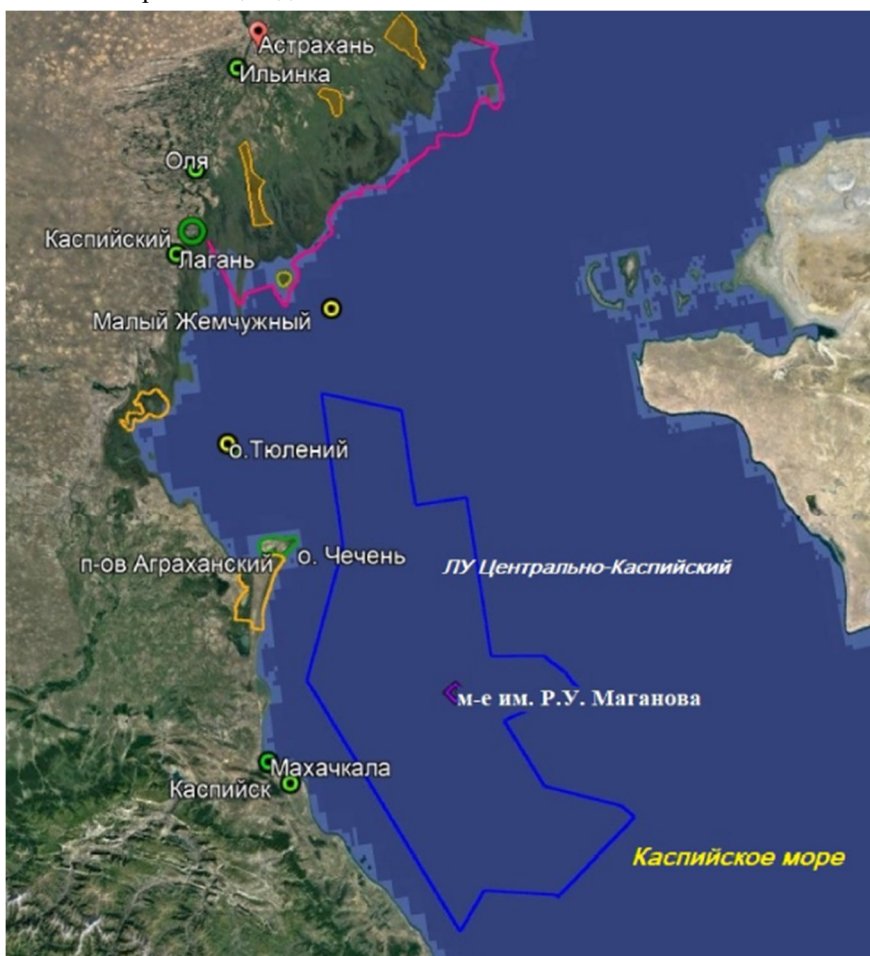 Астрахань
Ильинка
Оля
Каспийский
Лагань
Малый Жемчужный
о.Тюлений
п-ов Аграханский
о. Чечень
ЛУ Центрально-Каспийский
м-е им. Р.У. Маганова
Махачкала
Каспийск
Каспийское море